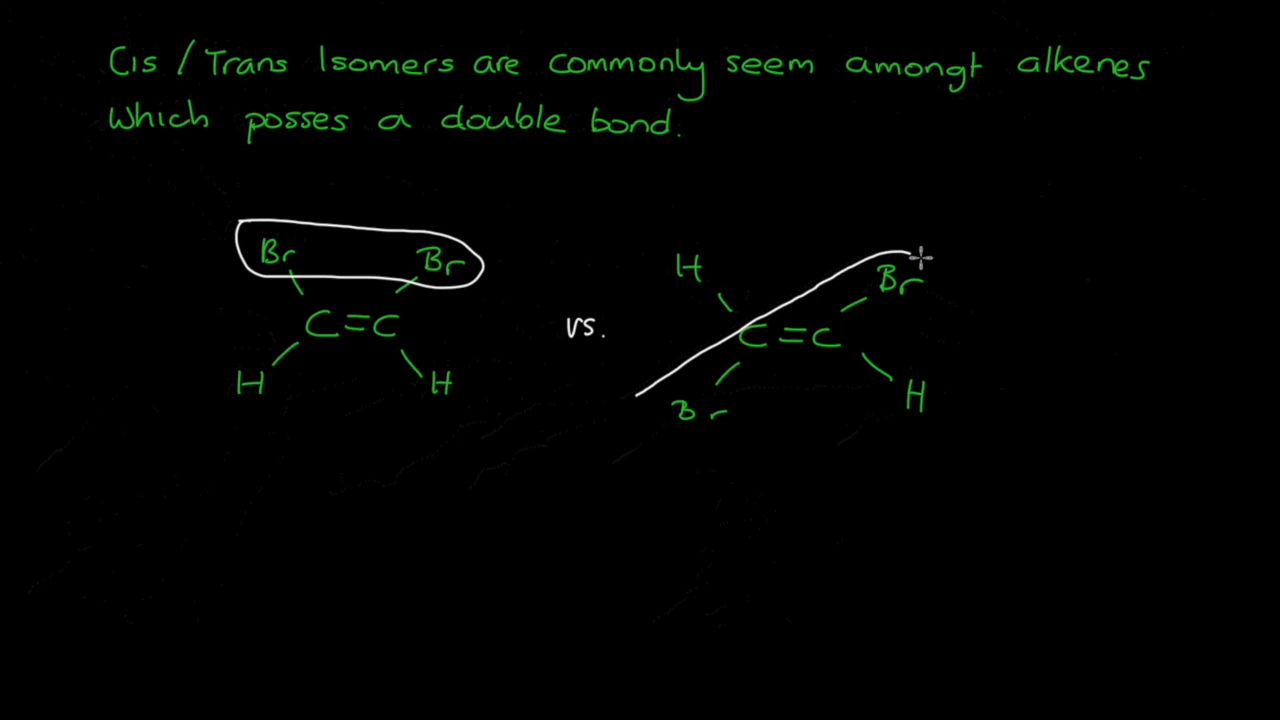 Cis / Trans Isomers are commonly seem amongt alkenes
Which posses a double bond.
Br Br
C=C
H H
vs.
H Br
C=C
Br H